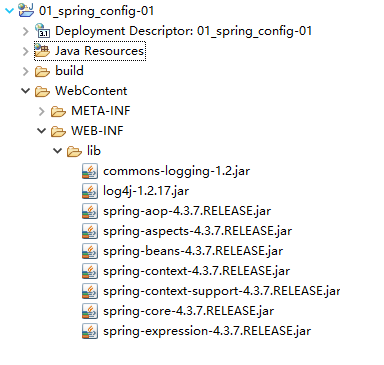 01_spring_config-01
Deployment Descriptor: 01_spring_config-01
Java Resources
build
WebContent
META-INF
WEB-INF
lib
commons-logging-1.2.jar
log4j-1.2.17.jar
spring-aop-4.3.7.RELEASE.jar
spring-aspects-4.3.7.RELEASE.jar
spring-beans-4.3.7.RELEASE.jar
spring-context-4.3.7.RELEASE.jar
spring-context-support-4.3.7.RELEASE.jar
spring-core-4.3.7.RELEASE.jar
spring-expression-4.3.7.RELEASE.jar